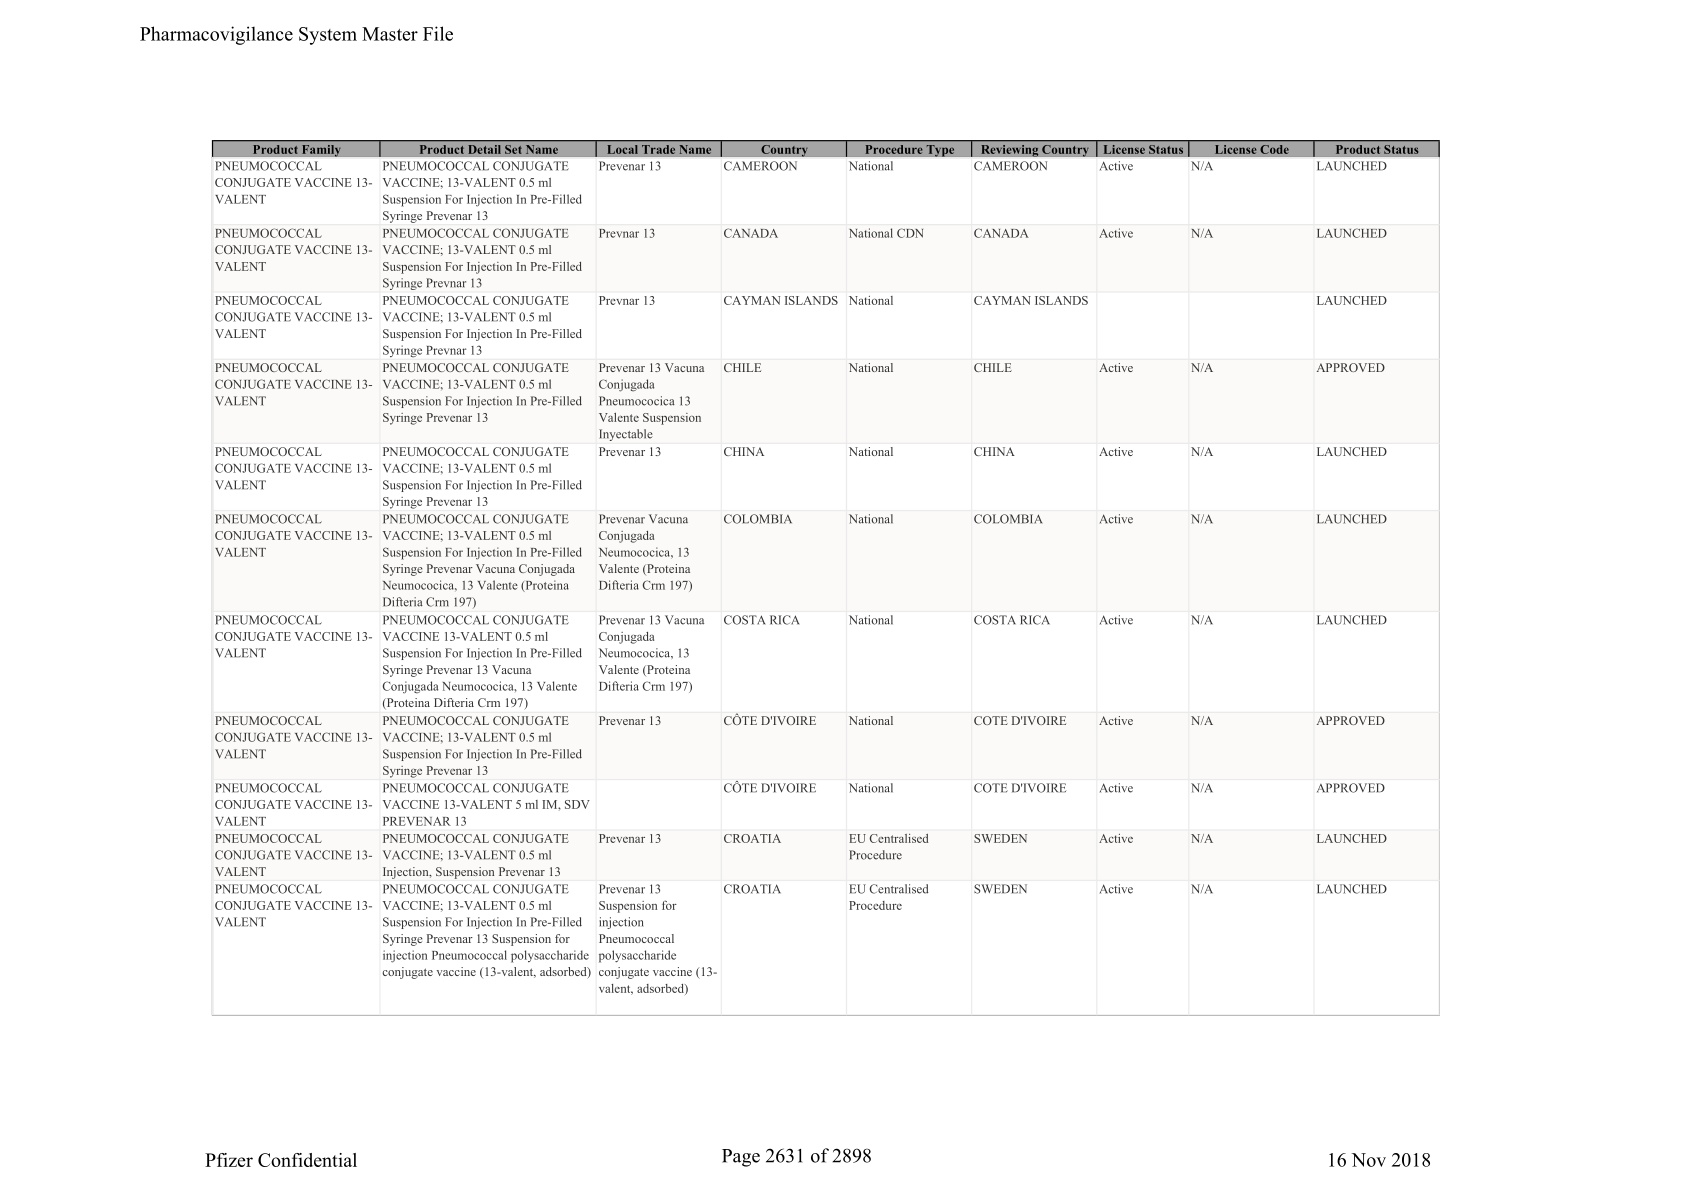 Pharmacovigilance System Master File
Product Family Product Detail Set Name Local Trade Name Country Procedure Type Reviewing Country License Status License Code Product Status
PNEUMOCOCCAL PNEUMOCOCCAL CONJUGATE Prevenar 13 CAMEROON National CAMEROON Active N/A LAUNCHED
CONJUGATE VACCINE 13- VACCINE; 13-VALENT 0.5 ml
VALENT Suspension For Injection In Pre-Filled
Syringe Prevenar 13
PNEUMOCOCCAL PNEUMOCOCCAL CONJUGATE Prevnar 13 CANADA National CDN CANADA Active N/A LAUNCHED
CONJUGATE VACCINE 13- VACCINE; 13-VALENT 0.5 ml
VALENT Suspension For Injection In Pre-Filled
Syringe Prevnar 13
PNEUMOCOCCAL PNEUMOCOCCAL CONJUGATE Prevnar 13 CAYMAN ISLANDS National CAYMAN ISLANDS LAUNCHED
CONJUGATE VACCINE 13- VACCINE; 13-VALENT 0.5 ml
VALENT Suspension For Injection In Pre-Filled
Syringe Prevnar 13
PNEUMOCOCCAL PNEUMOCOCCAL CONJUGATE Prevenar 13 Vacuna CHILE National CHILE Active N/A APPROVED
CONJUGATE VACCINE 13- VACCINE; 13-VALENT 0.5 ml Conjugada
VALENT Suspension For Injection In Pre-Filled Pneumococica 13
Syringe Prevenar 13 Valente Suspension
Inyectable
PNEUMOCOCCAL PNEUMOCOCCAL CONJUGATE Prevenar 13 CHINA National CHINA Active N/A LAUNCHED
CONJUGATE VACCINE 13- VACCINE; 13-VALENT 0.5 ml
VALENT Suspension For Injection In Pre-Filled
Syringe Prevenar 13
PNEUMOCOCCAL PNEUMOCOCCAL CONJUGATE Prevenar Vacuna COLOMBIA National COLOMBIA Active N/A LAUNCHED
CONJUGATE VACCINE 13- VACCINE; 13-VALENT 0.5 ml Conjugada
VALENT Suspension For Injection In Pre-Filled Neumococica, 13
Syringe Prevenar Vacuna Conjugada Valente (Proteina
Neumococica, 13 Valente (Proteina Difteria Crm 197)
Difteria Crm 197)
PNEUMOCOCCAL PNEUMOCOCCAL CONJUGATE Prevenar 13 Vacuna COSTA RICA National COSTA RICA Active N/A LAUNCHED
CONJUGATE VACCINE 13- VACCINE 13-VALENT 0.5 ml Conjugada
VALENT Suspension For Injection In Pre-Filled Neumococica, 13
Syringe Prevenar 13 Vacuna Valente (Proteina
Conjugada Neumococica, 13 Valente Difteria Crm 197)
(Proteina Difteria Crm 197)
PNEUMOCOCCAL PNEUMOCOCCAL CONJUGATE Prevenar 13 CÔTE D'IVOIRE National COTE D'IVOIRE Active N/A APPROVED
CONJUGATE VACCINE 13- VACCINE; 13-VALENT 0.5 ml
VALENT Suspension For Injection In Pre-Filled
Syringe Prevenar 13
PNEUMOCOCCAL PNEUMOCOCCAL CONJUGATE CÔTE D'IVOIRE National COTE D'IVOIRE Active N/A APPROVED
CONJUGATE VACCINE 13- VACCINE 13-VALENT 5 ml IM, SDV
VALENT PREVENAR 13
PNEUMOCOCCAL PNEUMOCOCCAL CONJUGATE Prevenar 13 CROATIA EU Centralised SWEDEN Active N/A LAUNCHED
CONJUGATE VACCINE 13- VACCINE; 13-VALENT 0.5 ml Procedure
VALENT Injection, Suspension Prevenar 13
PNEUMOCOCCAL PNEUMOCOCCAL CONJUGATE Prevenar 13 CROATIA EU Centralised SWEDEN Active N/A LAUNCHED
CONJUGATE VACCINE 13- VACCINE; 13-VALENT 0.5 ml Suspension for Procedure
VALENT Suspension For Injection In Pre-Filled injection
Syringe Prevenar 13 Suspension for Pneumococcal
injection Pneumococcal polysaccharide polysaccharide
conjugate vaccine (13-valent, adsorbed) conjugate vaccine (13-
valent, adsorbed)
Pfizer Confidential Page 2631 of 2898 16 Nov 2018